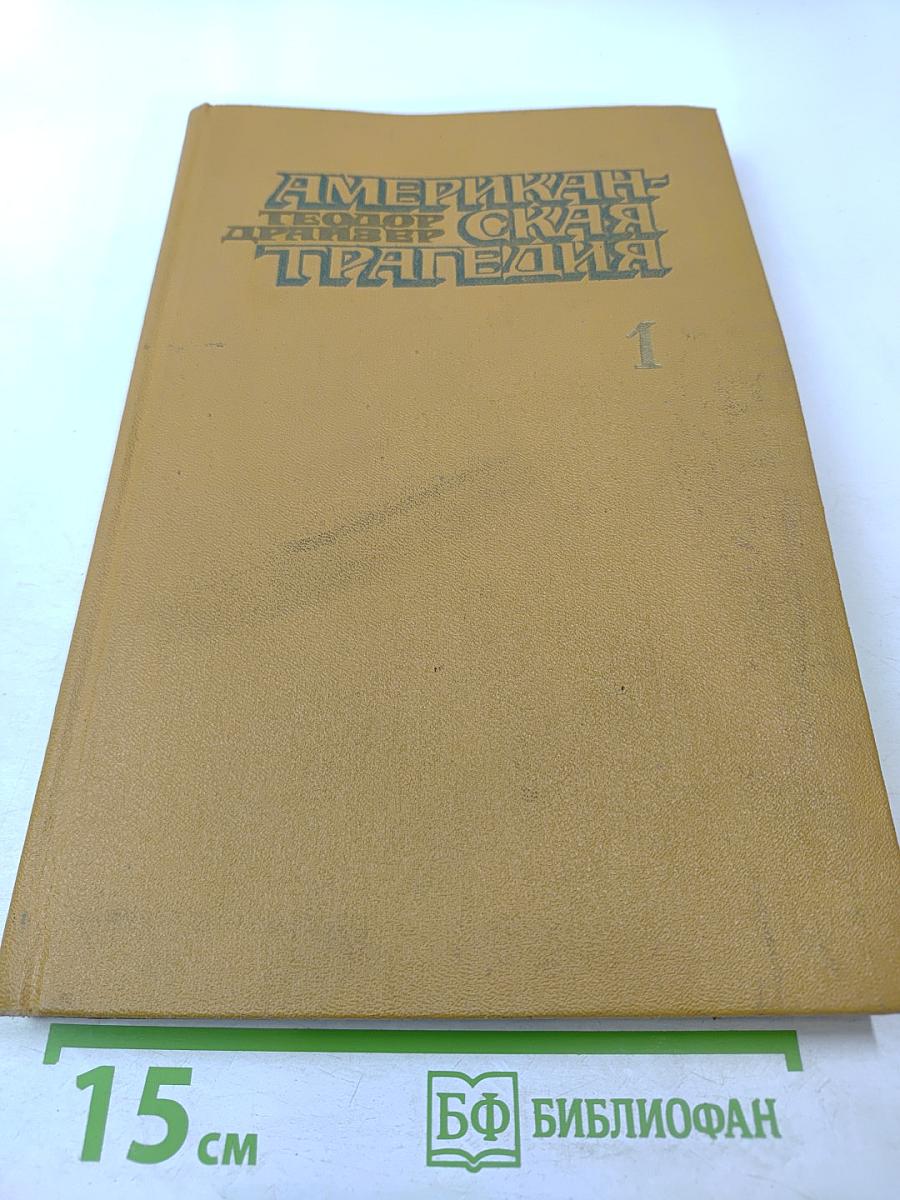 АМЕРИКАН-
ТЕОДОР
ДРАЙЗЕР
СКАЯ
ТРАГЕДИЯ
1
15 см
БФ БИБЛИОФАН